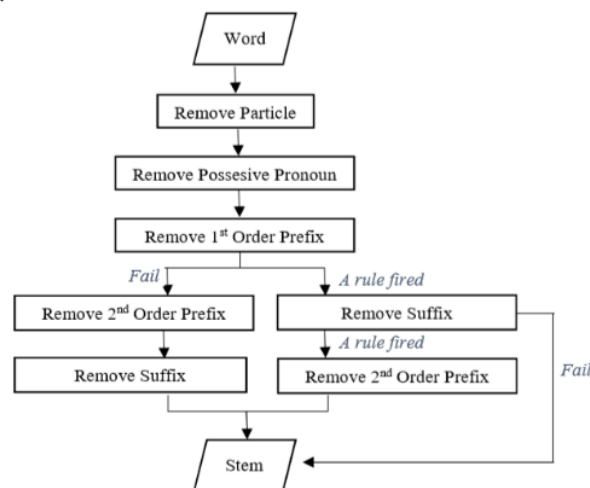 Word
Remove Particle
Remove Possesive Pronoun
Remove 1st Order Prefix
Fail
A rule fired
Remove 2nd Order Prefix
Remove Suffix
A rule fired
Remove Suffix
Remove 2nd Order Prefix
Fail
Stem